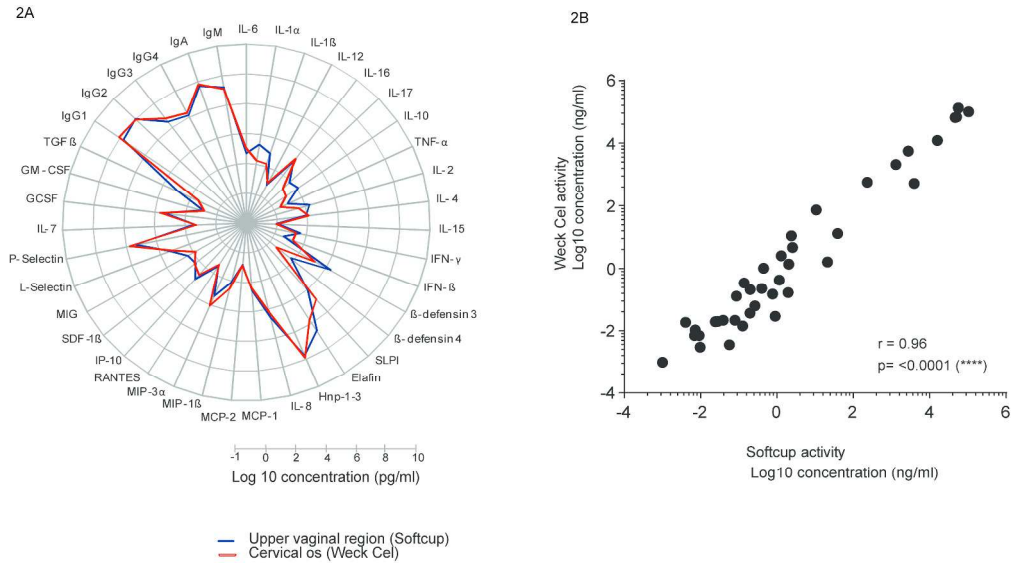 2A
IL-6
IL-1α
IL-1ß
IL-12
IL-16
IL-17
IL-10
TNF-α
IL-2
IL-4
IL-15
IFN-γ
IFN-ß
ß-defensin 3
ß-defensin 4
SLPI
Elafin
Hnp-1-3
IL-8
MCP-1
MCP-2
MIP-1ß
MIP-3α
RANTES
IP-10
SDF-1ß
MIG
L-Selectin
P-Selectin
IL-7
GCSF
GM-CSF
TGFß
IgG1
IgG2
IgG3
IgG4
IgA
IgM
-1 0 2 4 6 8 10
Log 10 concentration (pg/ml)
Upper vaginal region (Softcup)
Cervical os (Weck Cel)
2B
Week Cel activity
Log10 concentration (ng/ml)
6
4
2
0
-2
-4
r = 0.96
p= <0.0001 (****)
-4 -2 0 2 4 6
Softcup activity
Log10 concentration (ng/ml)